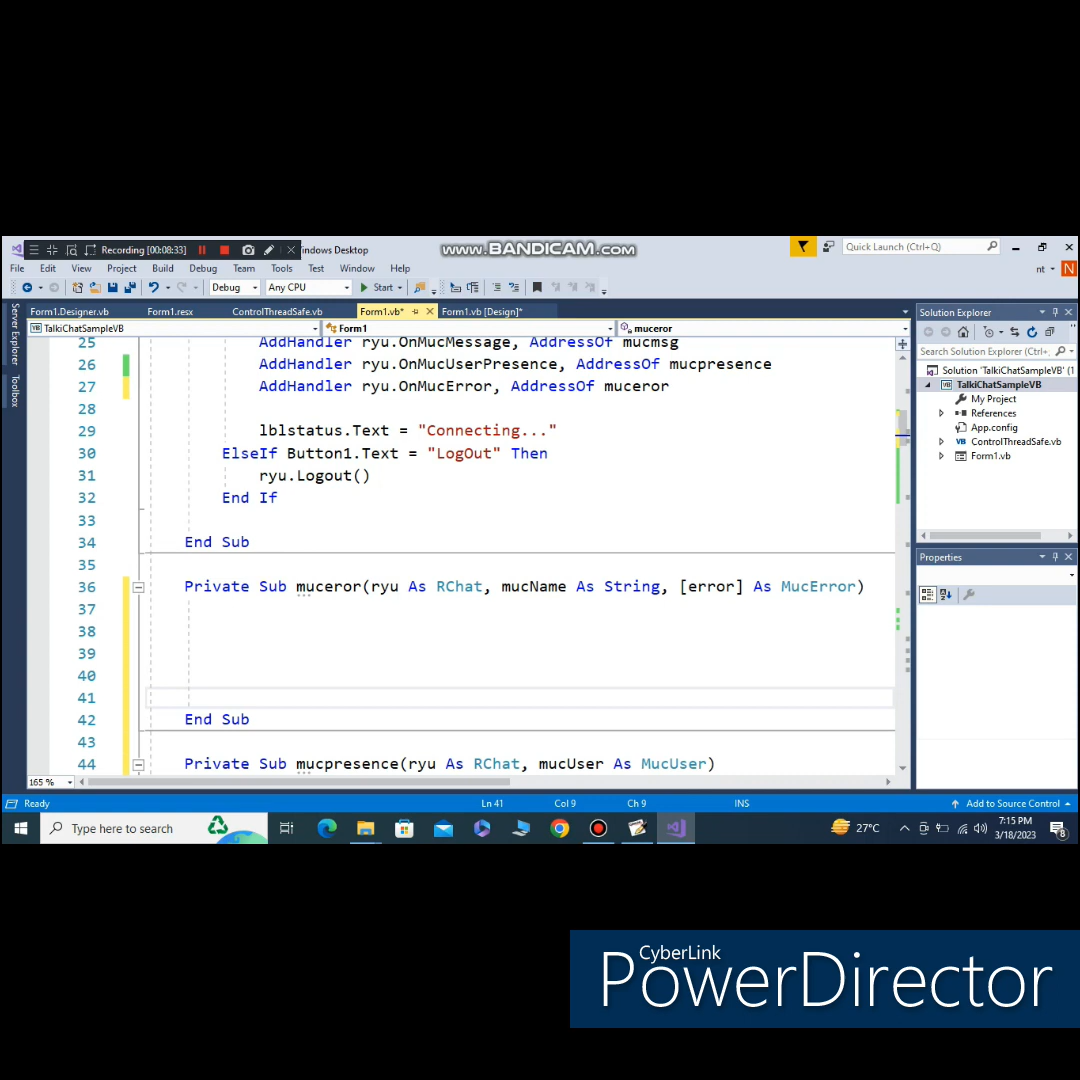 Recording [00:08:33]
indows Desktop
www.BANDICAM.com
Quick Launch (Ctrl+Q)
File Edit View Project Build Debug Team Tools Test Window Help
nt
N
Debug
Any CPU
Start
Form1.Designer.vb
Form1.resx
ControlThreadSafe.vb
Form1.vb*
Form1.vb [Design]*
TalkiChatSampleVB
Form1
muceror
Server Explorer
Toolbox
25 AddHandler ryu.OnMucMessage, AddressOf mucmsg
26 AddHandler ryu.OnMucUserPresence, AddressOf mucpresence
27 AddHandler ryu.OnMucError, AddressOf muceror
28
29 lblstatus.Text = "Connecting..."
30 ElseIf Button1.Text = "LogOut" Then
31 ryu.Logout()
32 End If
33
34 End Sub
35
36 Private Sub muceror(ryu As RChat, mucName As String, [error] As MucError)
37
38
39
40
41
42 End Sub
43
44 Private Sub mucpresence(ryu As RChat, mucUser As MucUser)
165 %
Solution Explorer
Search Solution Explorer (Ctrl+;
Solution 'TalkiChatSampleVB' (1
TalkiChatSampleVB
My Project
References
App.config
ControlThreadSafe.vb
Form1.vb
Properties
Ready
Ln 41
Col 9
Ch 9
INS
Add to Source Control
Type here to search
27°C
7:15 PM
3/18/2023
8
CyberLink
PowerDirector